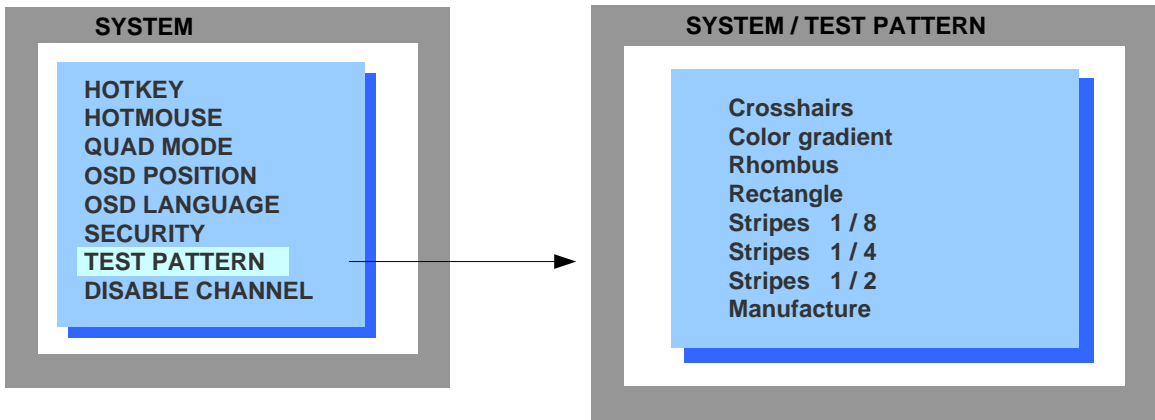 SYSTEM
HOTKEY
HOTMOUSE
QUAD MODE
OSD POSITION
OSD LANGUAGE
SECURITY
TEST PATTERN
DISABLE CHANNEL
SYSTEM / TEST PATTERN
Crosshairs
Color gradient
Rhombus
Rectangle
Stripes 1 / 8
Stripes 1 / 4
Stripes 1 / 2
Manufacture